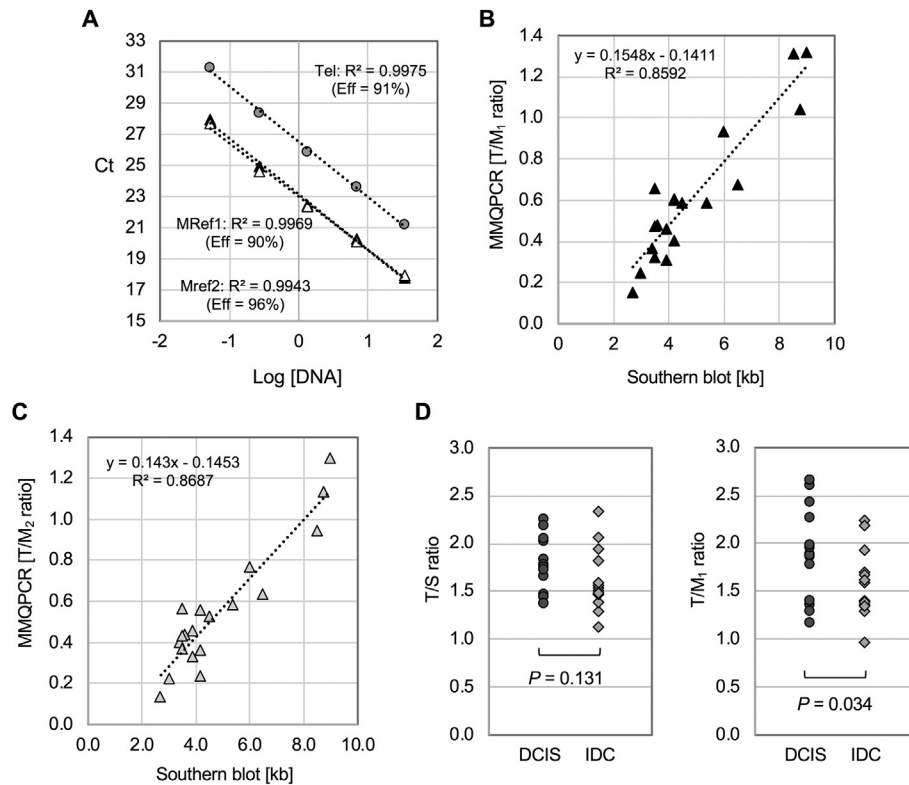 A
33
31
29
27
25
23
21
19
17
15
Ct
Tel: R² = 0.9975
(Eff = 91%)
MRef1: R² = 0.9969
(Eff = 90%)
Mref2: R² = 0.9943
(Eff = 96%)
-2 -1 0 1 2
Log [DNA]
B
1.4
1.2
1.0
0.8
0.6
0.4
0.2
0.0
MMQPCR [T/M₁ ratio]
y = 0.1548x - 0.1411
R² = 0.8592
0 2 4 6 8 10
Southern blot [kb]
C
1.4
1.2
1.0
0.8
0.6
0.4
0.2
0.0
MMQPCR [T/M₂ ratio]
y = 0.143x - 0.1453
R² = 0.8687
0.0 2.0 4.0 6.0 8.0 10.0
Southern blot [kb]
D
3.0
2.5
2.0
1.5
1.0
0.5
0.0
T/S ratio
P = 0.131
DCIS IDC
3.0
2.5
2.0
1.5
1.0
0.5
0.0
T/M₁ ratio
P = 0.034
DCIS IDC